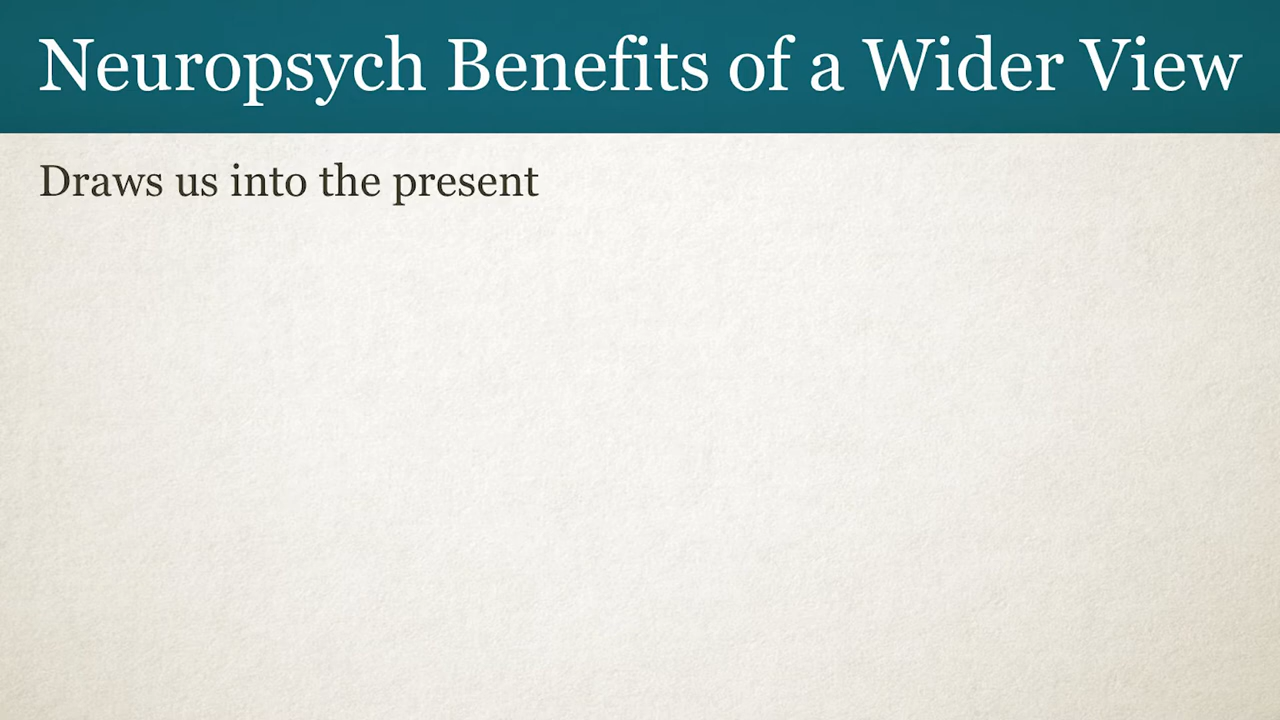 Neuropsych Benefits of a Wider View
Draws us into the present